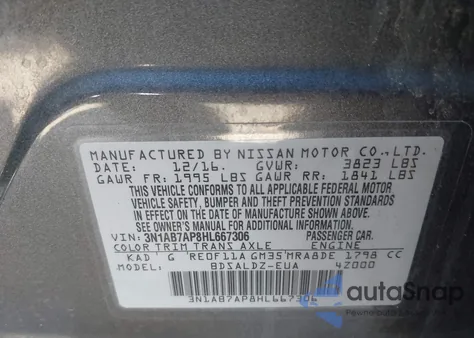 MANUFACTURED BY NISSAN MOTOR CO., LTD.
DATE: 12/16. GVWR: 3823 LBS
GAWR FR: 1995 LBS GAWR RR: 1841 LBS
THIS VEHICLE CONFORMS TO ALL APPLICABLE FEDERAL MOTOR
VEHICLE SAFETY, BUMPER AND THEFT PREVENTION STANDARDS
IN EFFECT ON THE DATE OF MANUFACTURE SHOWN ABOVE.
SEE OWNER'S MANUAL FOR ADDITIONAL INFORMATION.
VIN: 3N1AB7AP8HL667306 PASSENGER CAR.
COLOR TRIM TRANS AXLE ENGINE
KAD G RE0F11A GM35 MRA8DE 1798 CC
MODEL BDSALDZ-EUA 4Z000
3N1AB7AP8HL667306
autoSnap